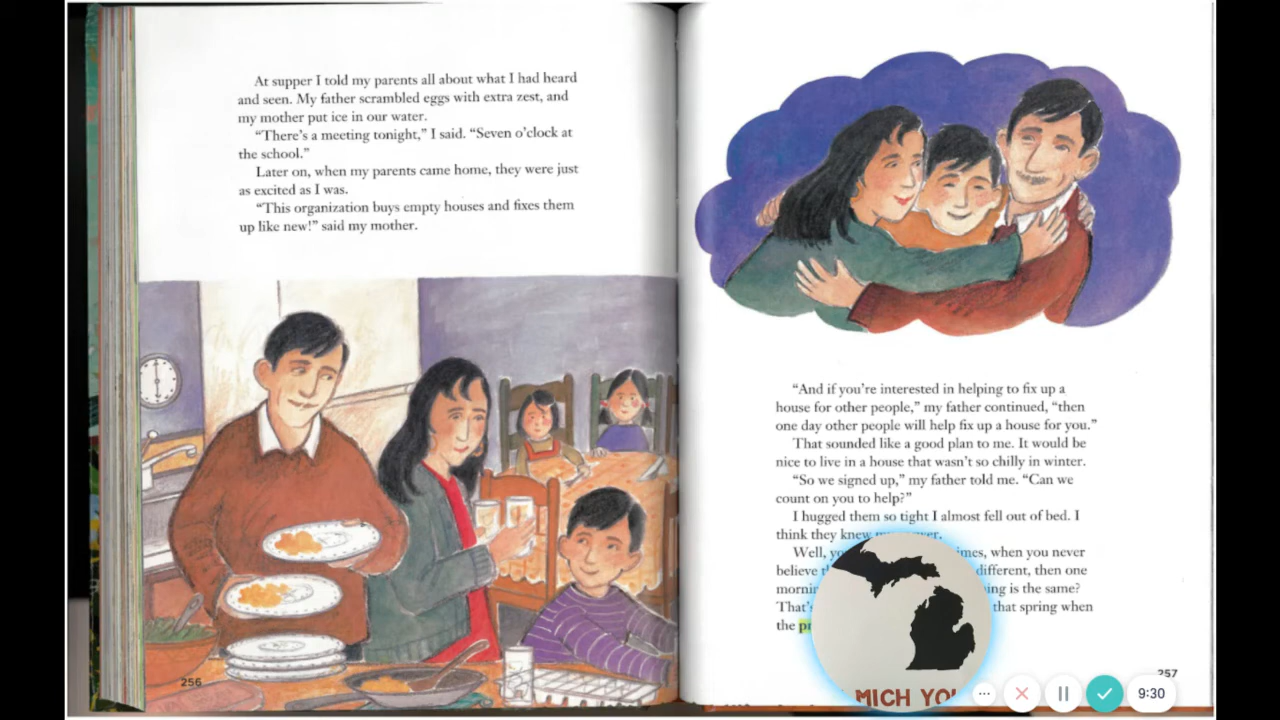 At supper I told my parents all about what I had heard
and seen. My father scrambled eggs with extra zest, and
my mother put ice in our water.
“There’s a meeting tonight,” I said. “Seven o’clock at
the school.”
Later on, when my parents came home, they were just
as excited as I was.
“This organization buys empty houses and fixes them
up like new!” said my mother.
256
“And if you’re interested in helping to fix up a
house for other people,” my father continued, “then
one day other people will help fix up a house for you.”
That sounded like a good plan to me. It would be
nice to live in a house that wasn’t so chilly in winter.
“So we signed up,” my father told me. “Can we
count on you to help?”
I hugged them so tight I almost fell out of bed. I
think they knew
Well, when you never
believe different, then one
is the same?
that spring when
the
257
MICH
9:30